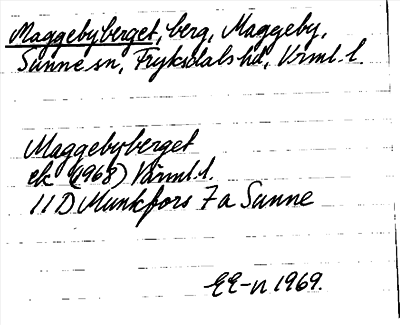 Maggebyberget, berg, Maggeby,
Sunne sn, Fryksdals hd, Värml. l.
Maggebyberget
ek (1968) Värml. l.
11 D Munkfors 7 a Sunne
EE-n 1969.